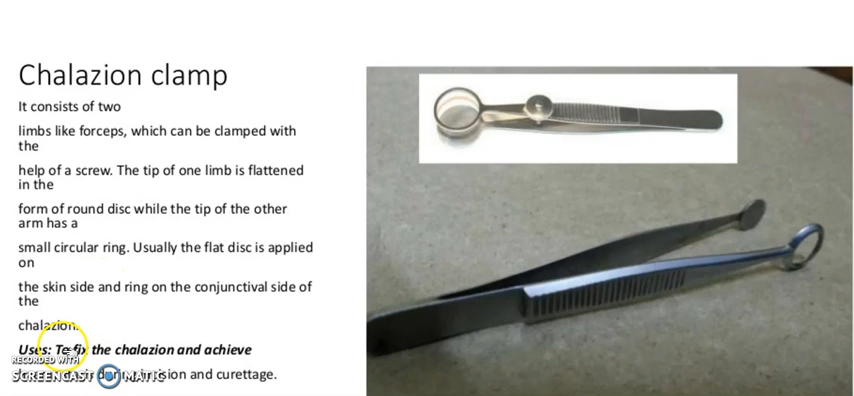 Chalazion clamp
It consists of two
limbs like forceps, which can be clamped with
the
help of a screw. The tip of one limb is flattened
in the
form of round disc while the tip of the other
arm has a
small circular ring. Usually the flat disc is applied
on
the skin side and ring on the conjunctival side of
the
chalazion.
Uses: To fix the chalazion and achieve
RECORDED WITH
SCREENCAST MATIC
and curettage.